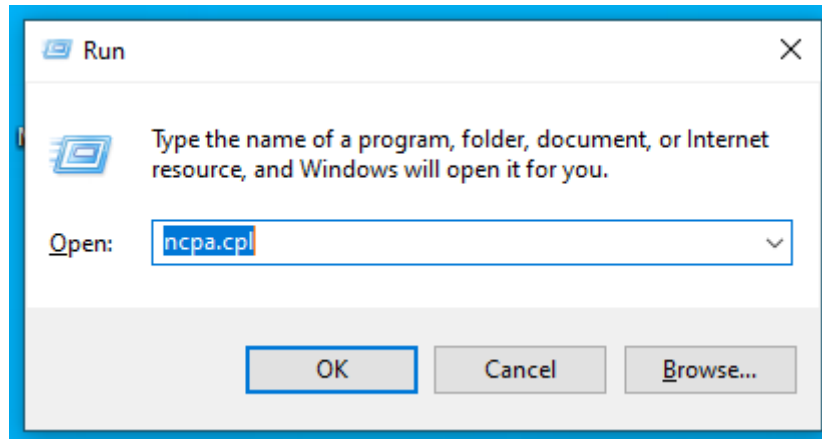 Run
Type the name of a program, folder, document, or Internet
resource, and Windows will open it for you.
Open: ncpa.cpl
OK Cancel Browse...